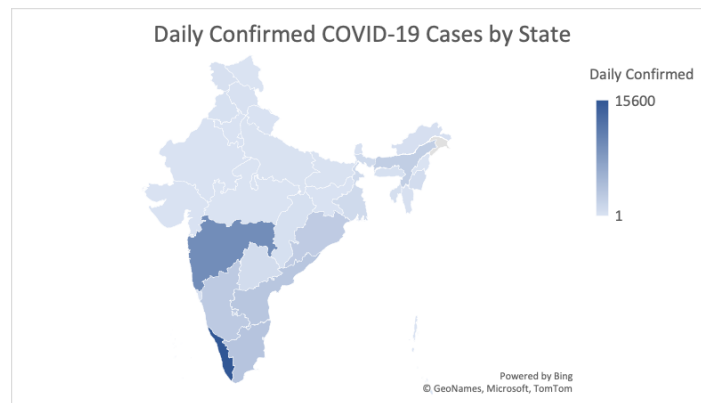 Daily Confirmed COVID-19 Cases by State
Daily Confirmed
15600
1
Powered by Bing
© GeoNames, Microsoft, TomTom